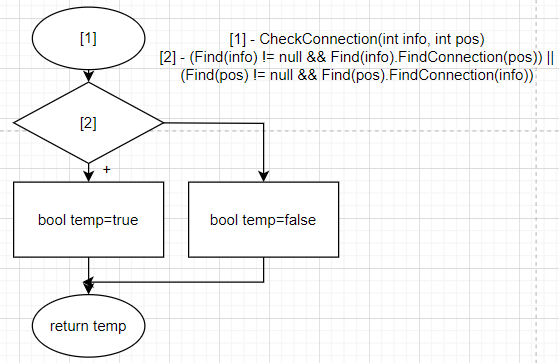 [1]
[1] - CheckConnection(int info, int pos)
[2] - (Find(info) != null && Find(info).FindConnection(pos)) ||
(Find(pos) != null && Find(pos).FindConnection(info))
[2]
+
bool temp=true
bool temp=false
return temp